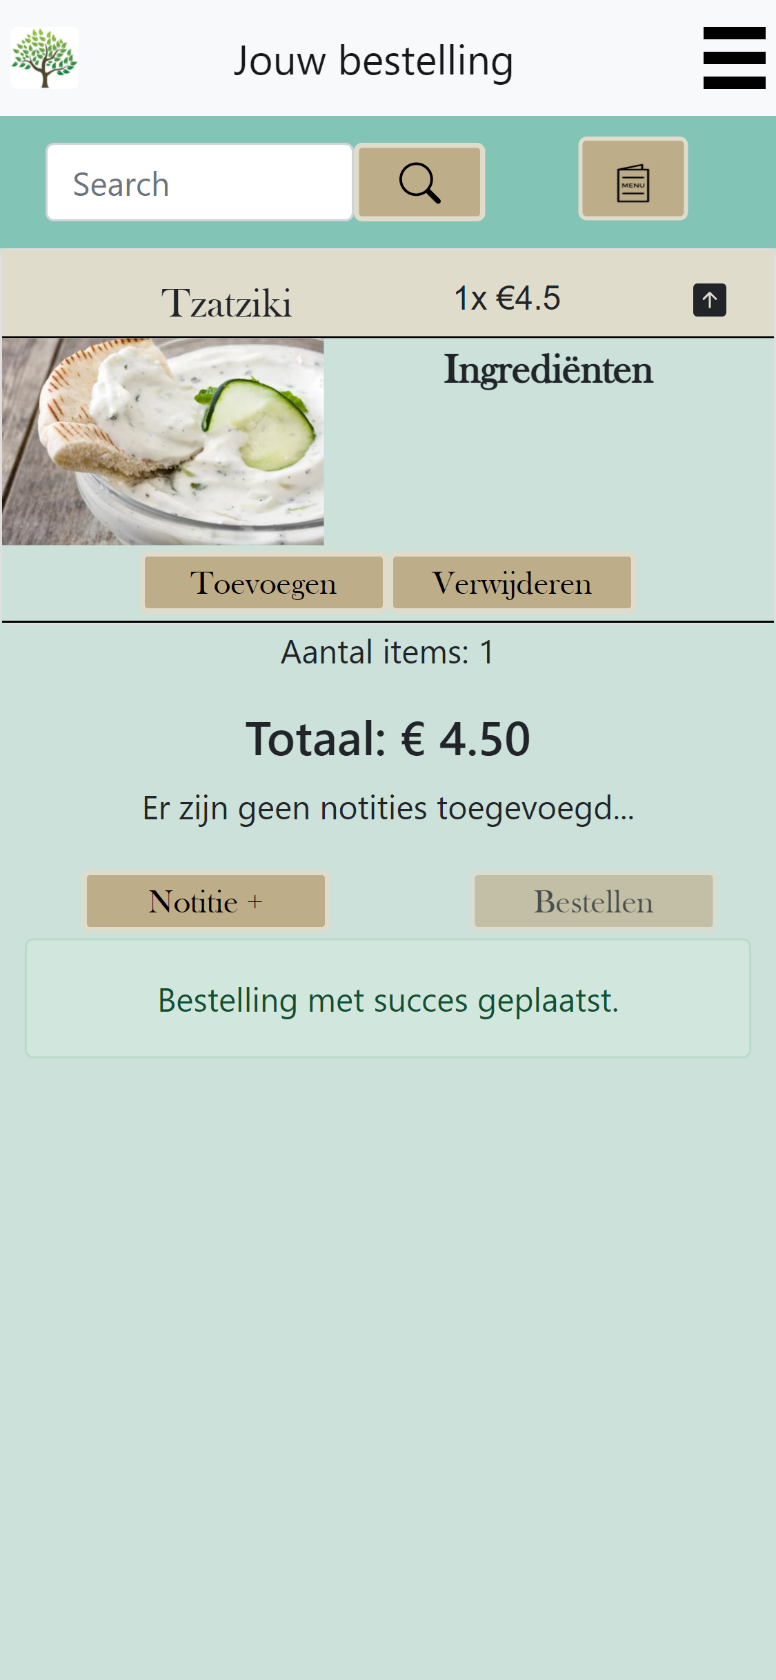 Jouw bestelling
Search
MENU
Tzatziki 1x €4.5
Ingrediënten
Toevoegen Verwijderen
Aantal items: 1
Totaal: € 4.50
Er zijn geen notities toegevoegd...
Notitie + Bestellen
Bestelling met succes geplaatst.